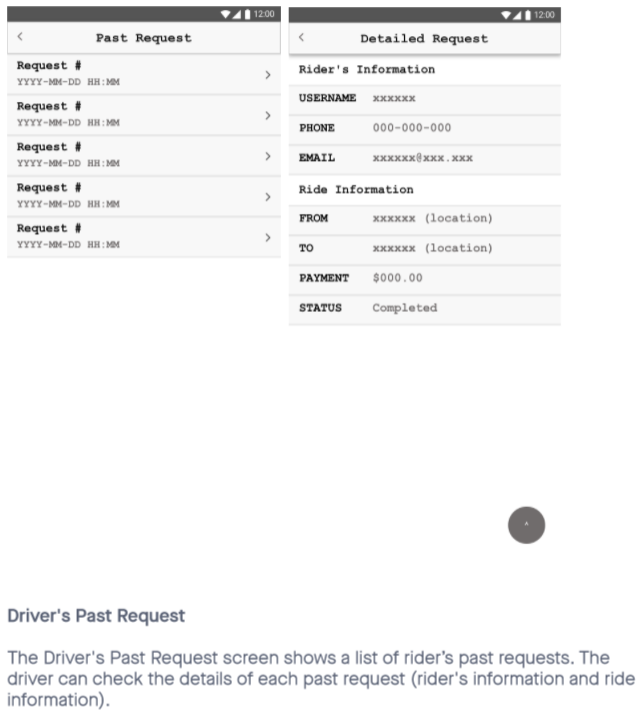 12:00
Past Request
Request #
YYYY-MM-DD HH:MM
Request #
YYYY-MM-DD HH:MM
Request #
YYYY-MM-DD HH:MM
Request #
YYYY-MM-DD HH:MM
Request #
YYYY-MM-DD HH:MM
12:00
Detailed Request
Rider's Information
USERNAME xxxxxx
PHONE 000-000-000
EMAIL xxxxxx@xxx.xxx
Ride Information
FROM xxxxxx (location)
TO xxxxxx (location)
PAYMENT $000.00
STATUS Completed
Driver's Past Request
The Driver's Past Request screen shows a list of rider's past requests. The
driver can check the details of each past request (rider's information and ride
information).